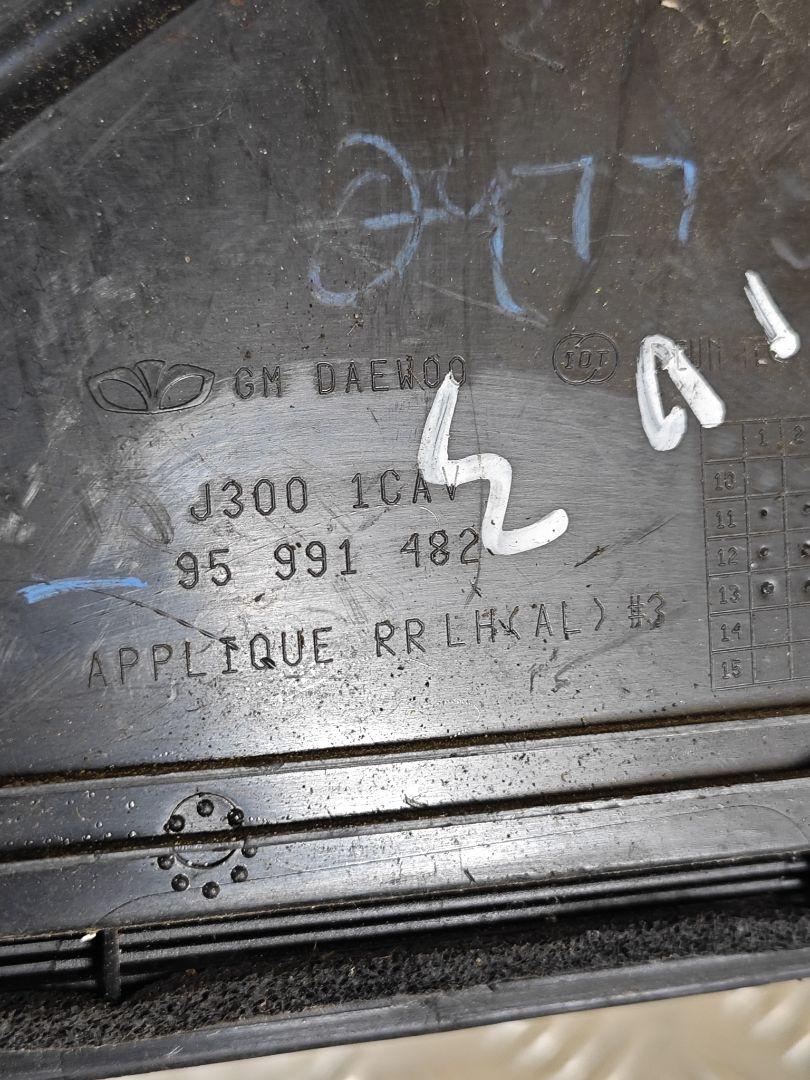 2477
GM DAEWOO
J300 1CAV
95 991 482
APPLIQUE RR LH(AL) #3
1 2
10
11
12
13
14
15